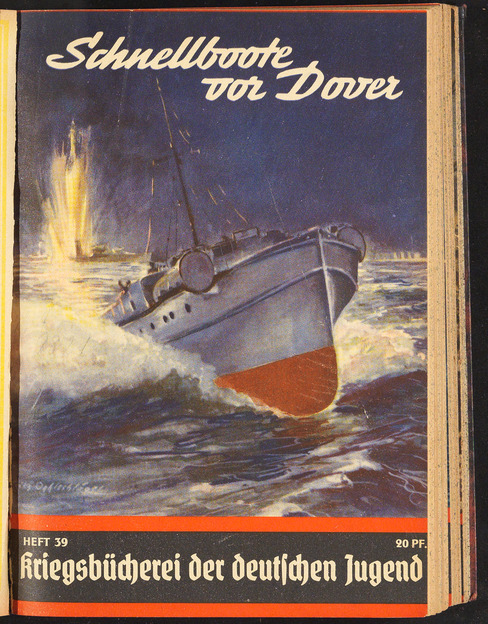 Schnellboote
vor Dover
HEFT 39
20 PF.
Kriegsbücherei der deutschen Jugend